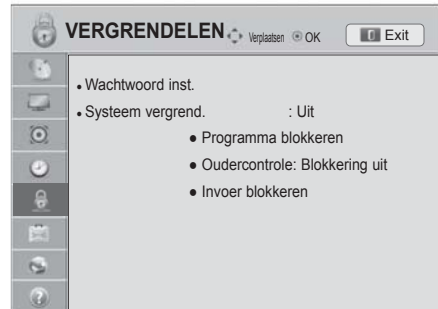 VERGRENDELEN Verplaatsen OK Exit
• Wachtwoord inst.
• Systeem vergrend. : Uit
● Programma blokkeren
● Oudercontrole: Blokkering uit
● Invoer blokkeren